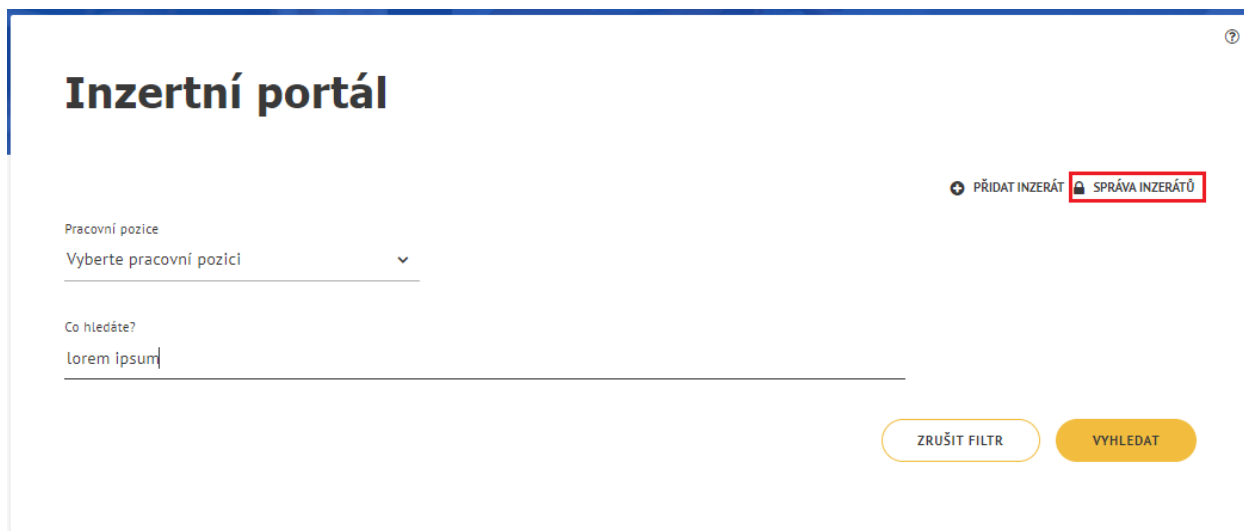 Inzertní portál
PŘIDAT INZERÁT SPRÁVA INZERÁTŮ
Pracovní pozice
Vyberte pracovní pozici
Co hledáte?
lorem ipsum
ZRUŠIT FILTR VYHLEDAT